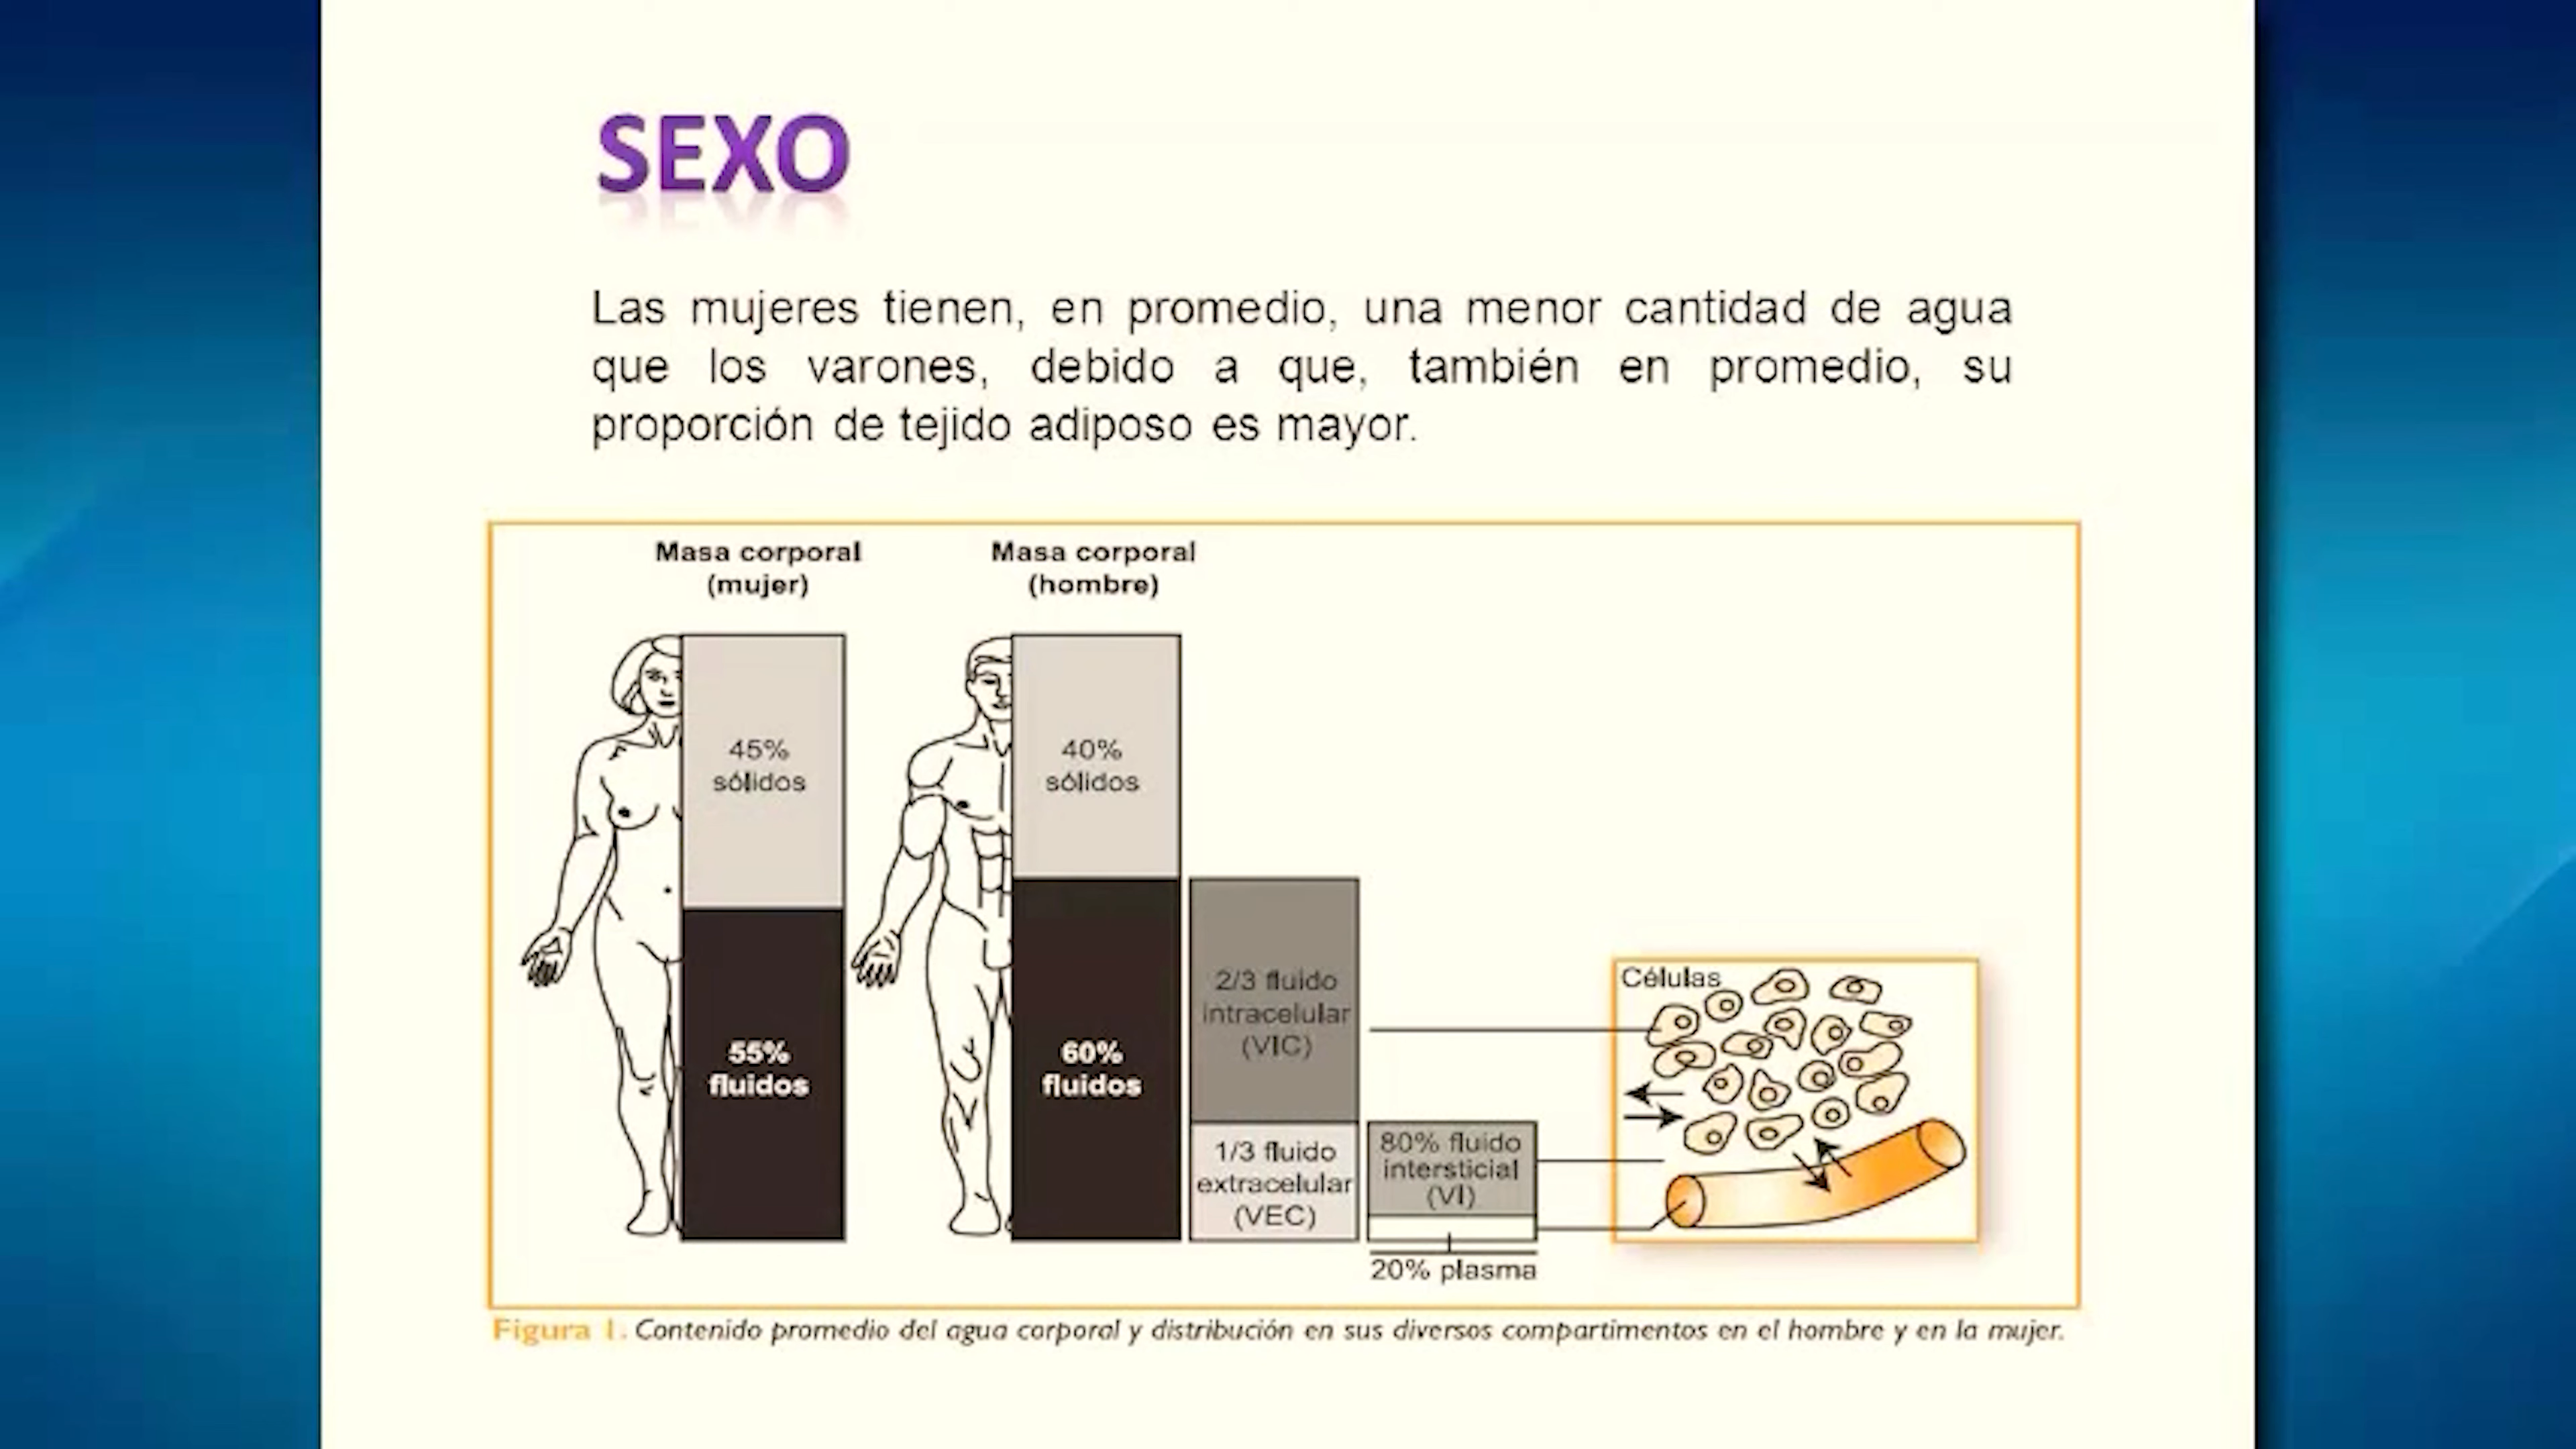 SEXO
Las mujeres tienen, en promedio, una menor cantidad de agua
que los varones, debido a que, también en promedio, su
proporción de tejido adiposo es mayor.
Masa corporal
(mujer)
Masa corporal
(hombre)
45%
sólidos
40%
sólidos
55%
fluidos
60%
fluidos
2/3 fluido
intracelular
(VIC)
1/3 fluido
extracelular
(VEC)
80% fluido
intersticial
(VI)
20% plasma
Células
Figura 1. Contenido promedio del agua corporal y distribución en sus diversos compartimentos en el hombre y en la mujer.